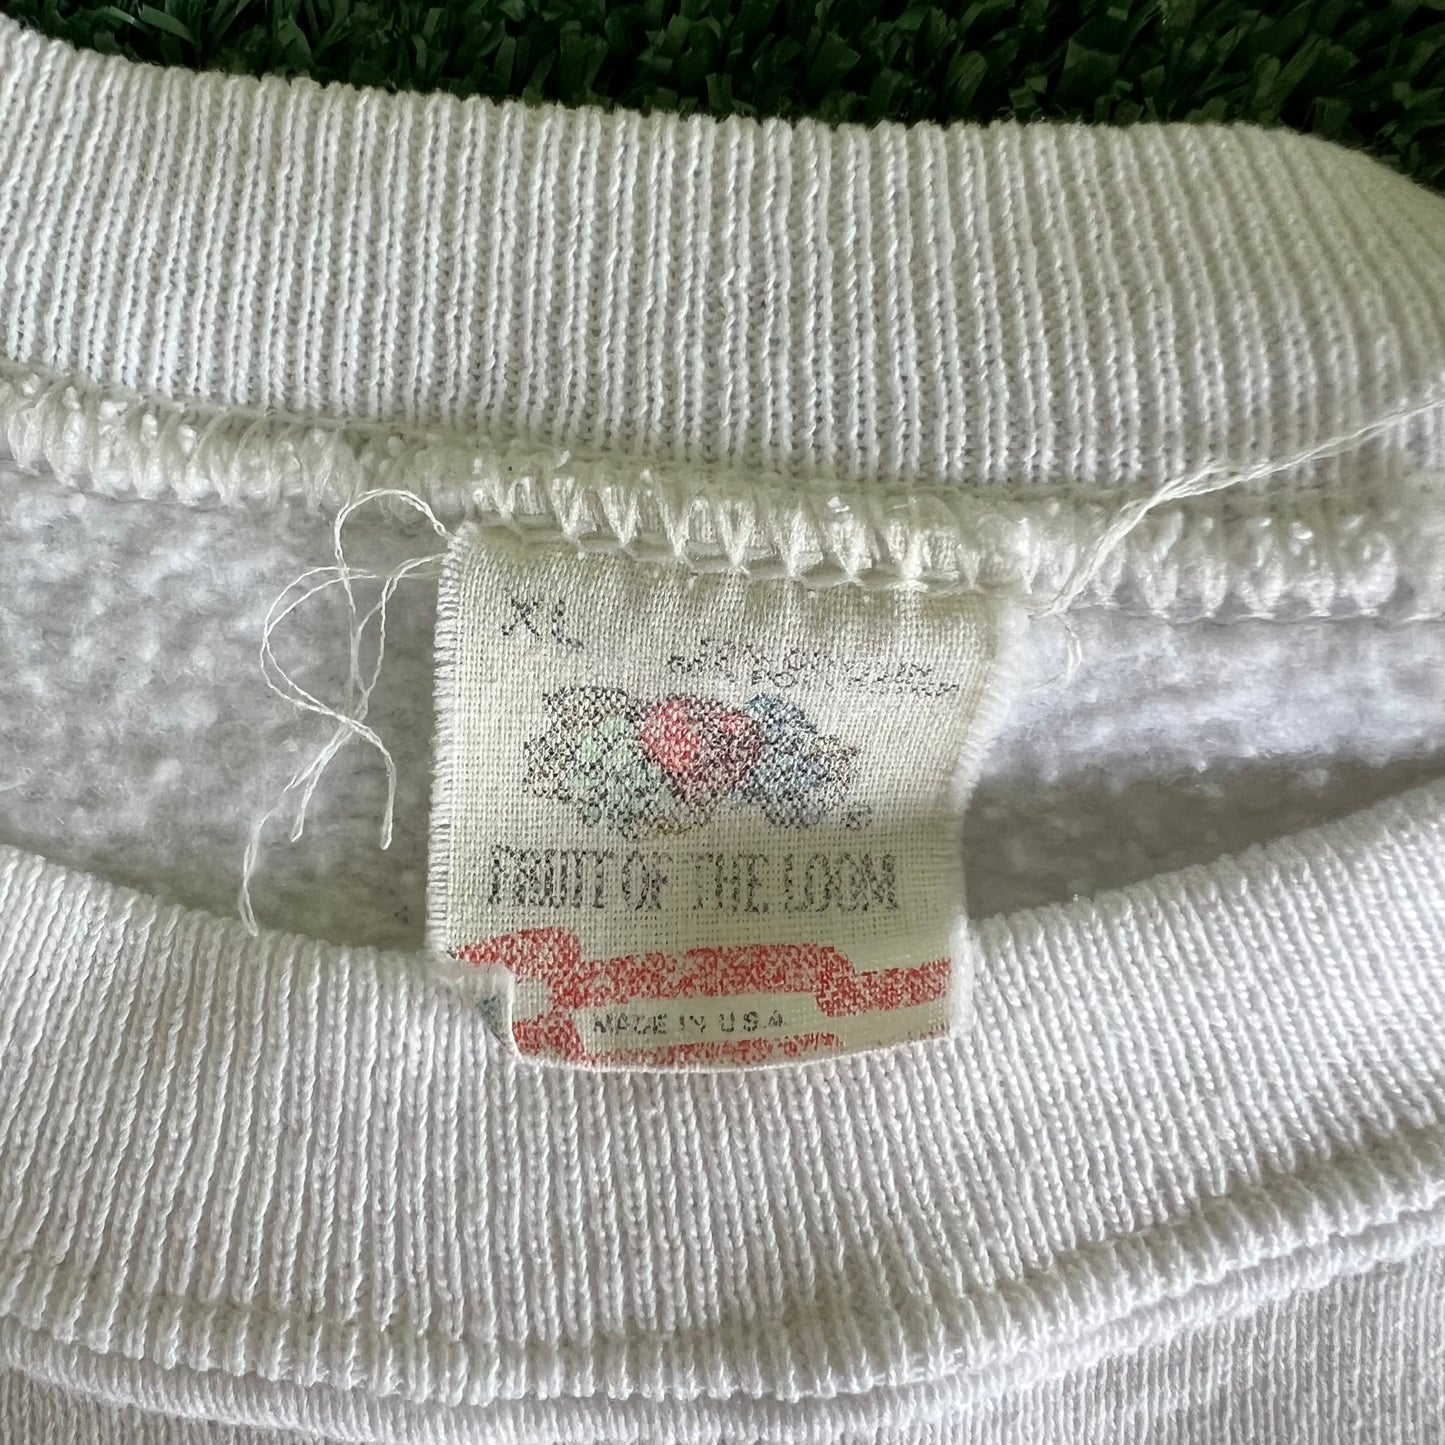 XL
FRUIT OF THE LOOM
MADE IN U.S.A.